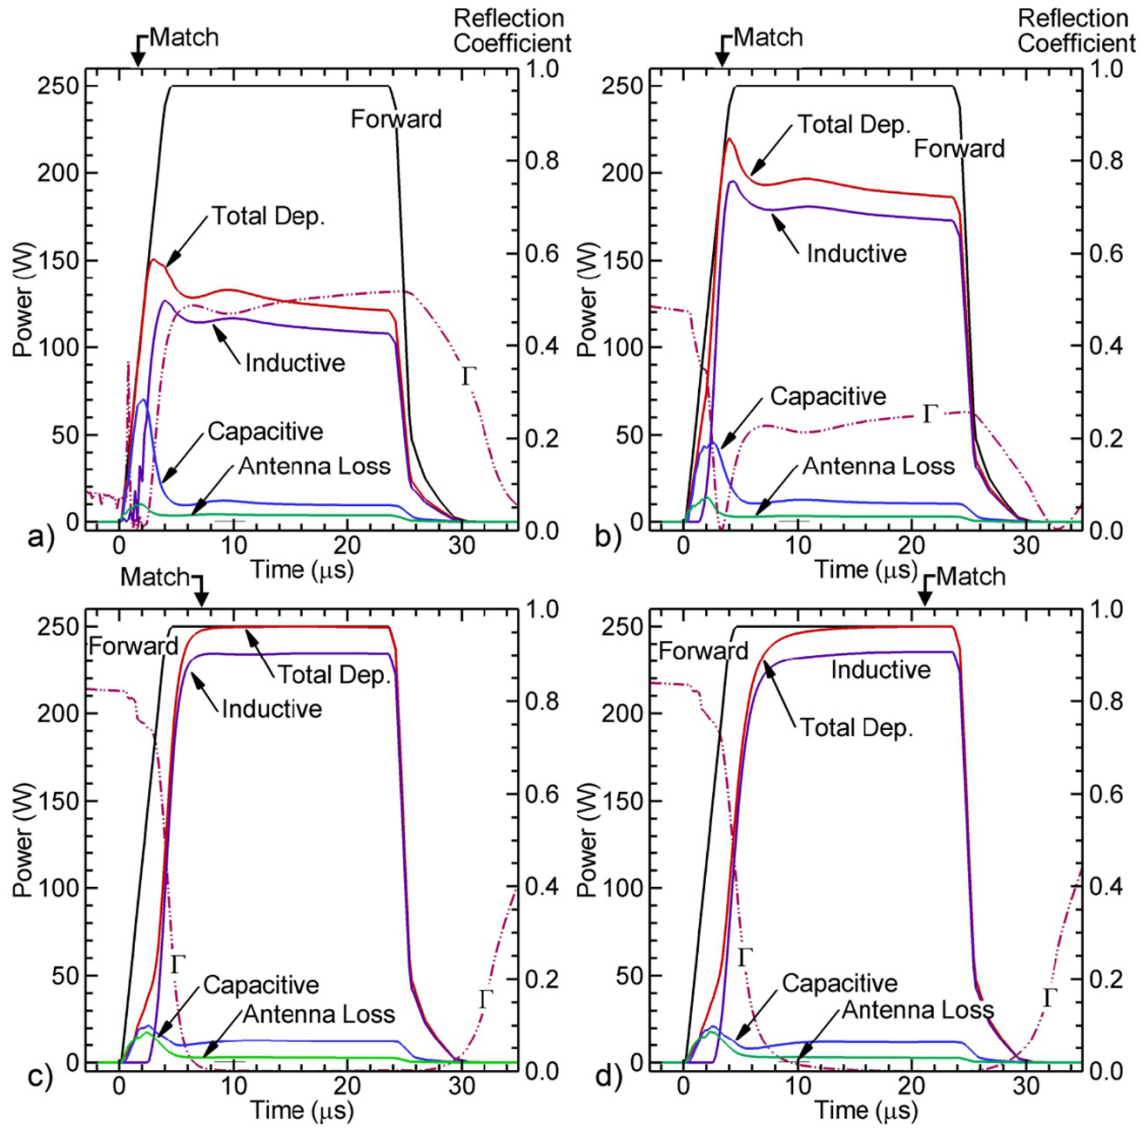 Match
Reflection
Coefficient
1.0
250
Forward
200
0.8
Total Dep.
150
0.6
Power (W)
100
0.4
Inductive
Γ
50
Capacitive
0.2
Antenna Loss
0
0.0
a)
0
10
20
30
Time (μs)
Match
Reflection
Coefficient
1.0
250
Total Dep.
Forward
200
0.8
Inductive
150
0.6
Power (W)
100
0.4
Capacitive
Γ
50
0.2
Antenna Loss
0
0.0
b)
0
10
20
30
Time (μs)
Match
1.0
250
Forward
Total Dep.
Inductive
200
0.8
150
0.6
Power (W)
100
0.4
50
Γ
0.2
Γ
Capacitive
Antenna Loss
0
0.0
c)
0
10
20
30
Time (μs)
Match
1.0
250
Forward
Inductive
Total Dep.
200
0.8
150
0.6
Power (W)
100
0.4
50
Γ
0.2
Capacitive
Γ
Antenna Loss
0
0.0
d)
0
10
20
30
Time (μs)